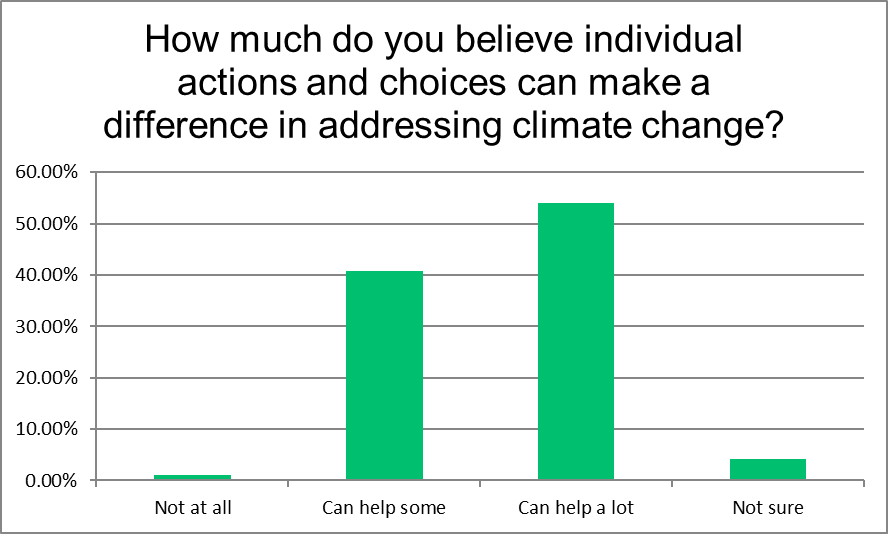 How much do you believe individual
actions and choices can make a
difference in addressing climate change?
60.00%
50.00%
40.00%
30.00%
20.00%
10.00%
0.00%
Not at all
Can help some
Can help a lot
Not sure